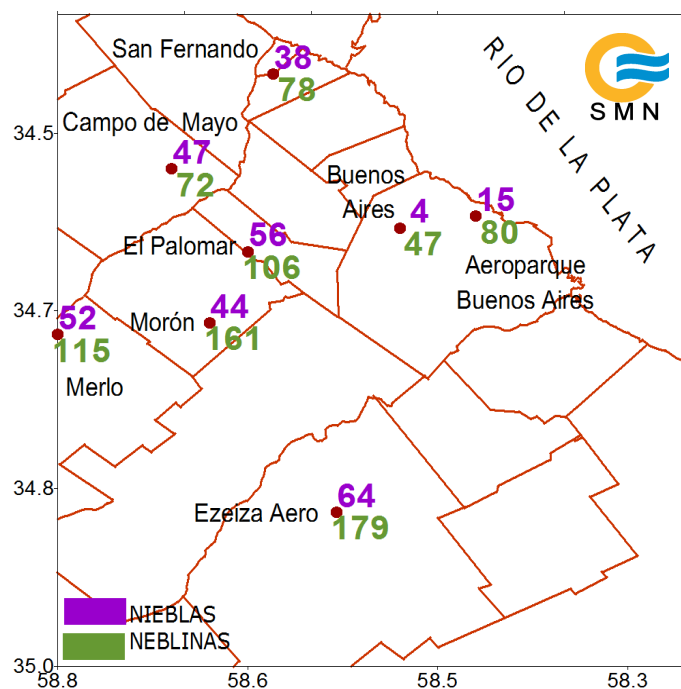 San Fernando
38
78
RIO DE LA PLATA
SMN
34.5
Campo de Mayo
47
72
Buenos
Aires
4
47
15
80
Aeroparque
Buenos Aires
El Palomar
56
106
34.7
52
115
Merlo
Morón
44
161
34.8
Ezeiza Aero
64
179
NIEBLAS
NEBLINAS
35.0
58.8
58.6
58.5
58.3